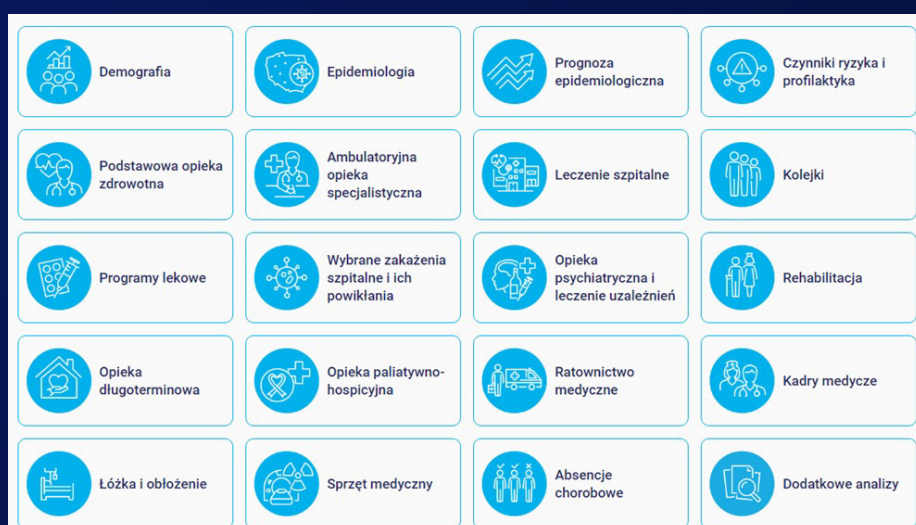 Demografia
Epidemiologia
Prognoza
epidemiologiczna
Czynniki ryzyka i
profilaktyka
Podstawowa opieka
zdrowotna
Ambulatoryjna
opieka
specjalistyczna
Leczenie szpitalne
Kolejki
Programy lekowe
Wybrane zakażenia
szpitalne i ich
powikłania
Opieka
psychiatryczna i
leczenie uzależnień
Rehabilitacja
Opieka
długoterminowa
Opieka paliatywno-
hospicyjna
Ratownictwo
medyczne
Kadry medycze
Łóżka i obłożenie
Sprzęt medyczny
Absencje
chorobowe
Dodatkowe analizy